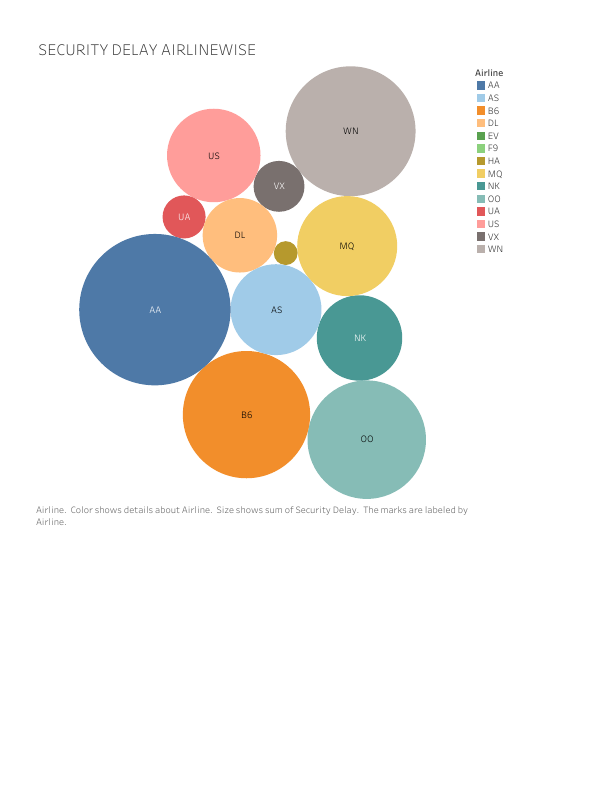 SECURITY DELAY AIRLINEWISE
Airline
AA
AS
B6
DL
EV
F9
HA
MQ
NK
OO
UA
US
VX
WN
WN
US
VX
UA
DL
MQ
AA
AS
NK
B6
OO
Airline.  Color shows details about Airline.  Size shows sum of Security Delay.  The marks are labeled by
Airline.